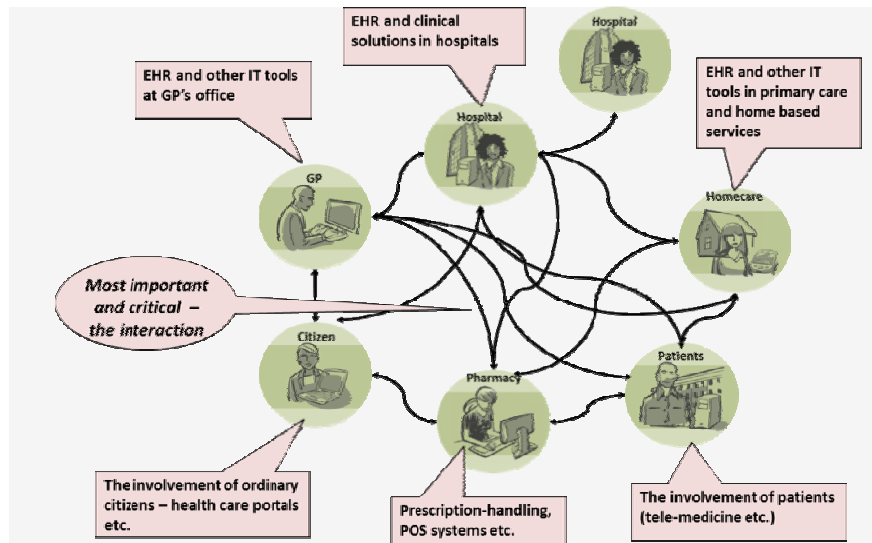 EHR and clinical
solutions in hospitals
Hospital
EHR and other IT tools
at GP's office
EHR and other IT
tools in primary care
and home based
services
Hospital
GP
Homecare
Most important
and critical –
the interaction
Citizen
Pharmacy
Patients
The involvement of ordinary
citizens – health care portals
etc.
Prescription-handling,
POS systems etc.
The involvement of patients
(tele-medicine etc.)